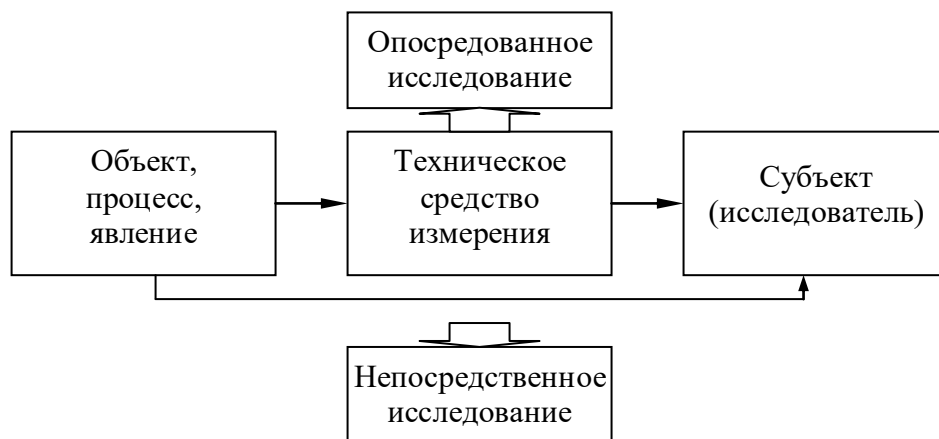 Опосредованное
исследование
Объект,
процесс,
явление
Техническое
средство
измерения
Субъект
(исследователь)
Непосредственное
исследование